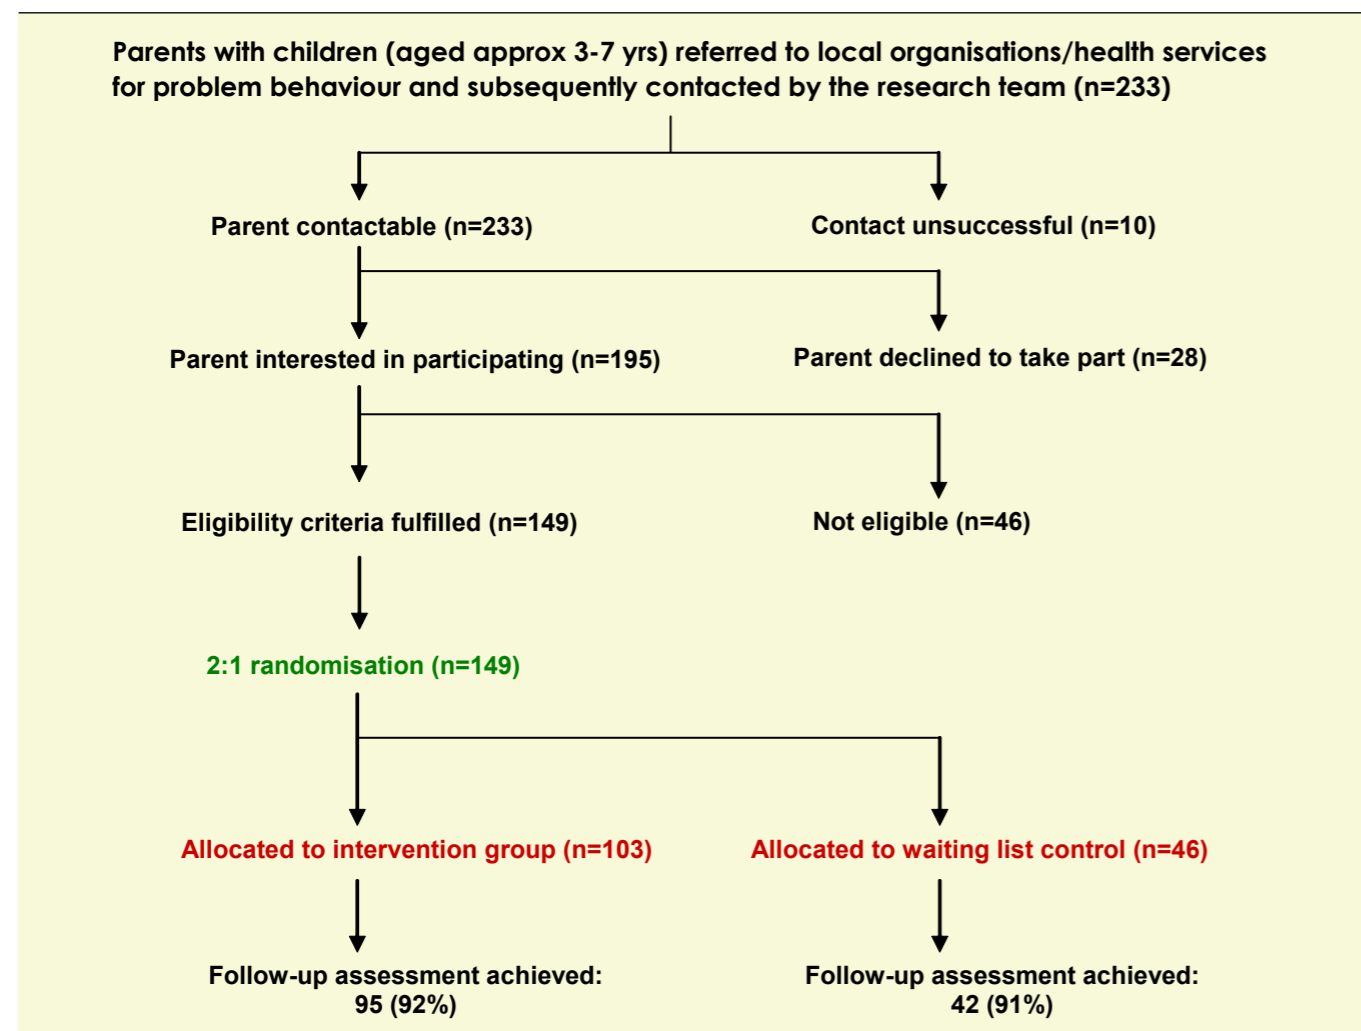 Parents with children (aged approx 3-7 yrs) referred to local organisations/health services
for problem behaviour and subsequently contacted by the research team (n=233)
Parent contactable (n=233)
Contact unsuccessful (n=10)
Parent interested in participating (n=195)
Parent declined to take part (n=28)
Eligibility criteria fulfilled (n=149)
Not eligible (n=46)
2:1 randomisation (n=149)
Allocated to intervention group (n=103)
Allocated to waiting list control (n=46)
Follow-up assessment achieved:
95 (92%)
Follow-up assessment achieved:
42 (91%)